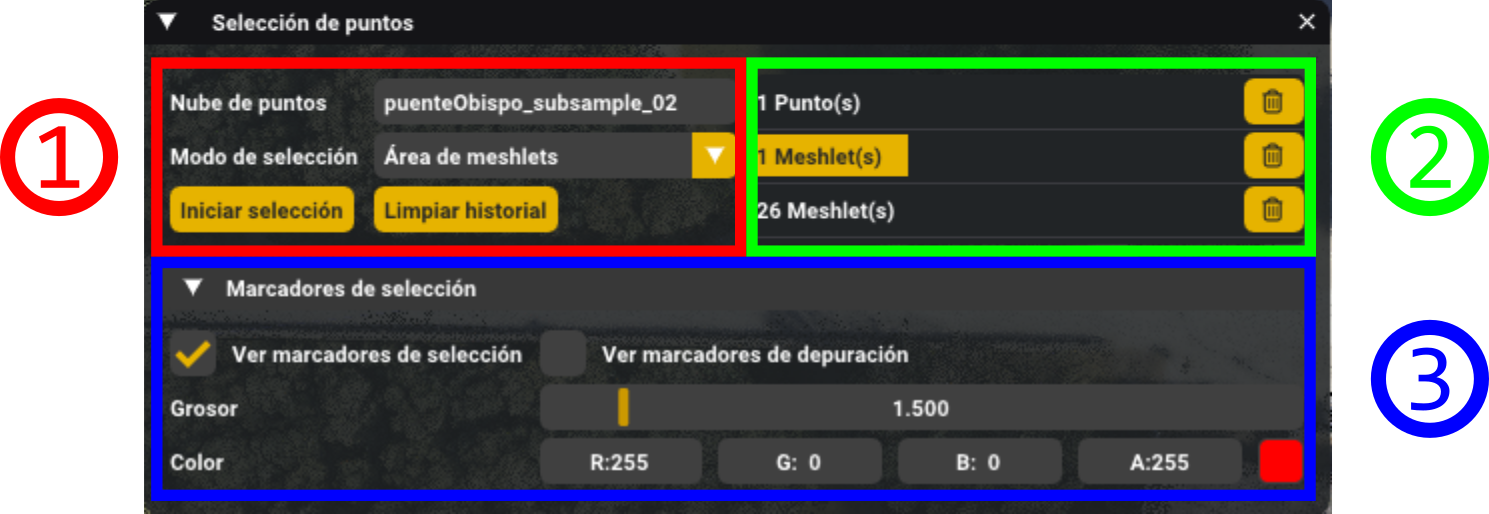 Selección de puntos
1
Nube de puntos puenteObispo_subsample_02
Modo de selección Área de meshlets
Iniciar selección Limpiar historial
1 Punto(s)
1 Meshlet(s)
26 Meshlet(s)
2
Marcadores de selección
Ver marcadores de selección Ver marcadores de depuración
Grosor 1.500
Color R:255 G: 0 B: 0 A:255
3